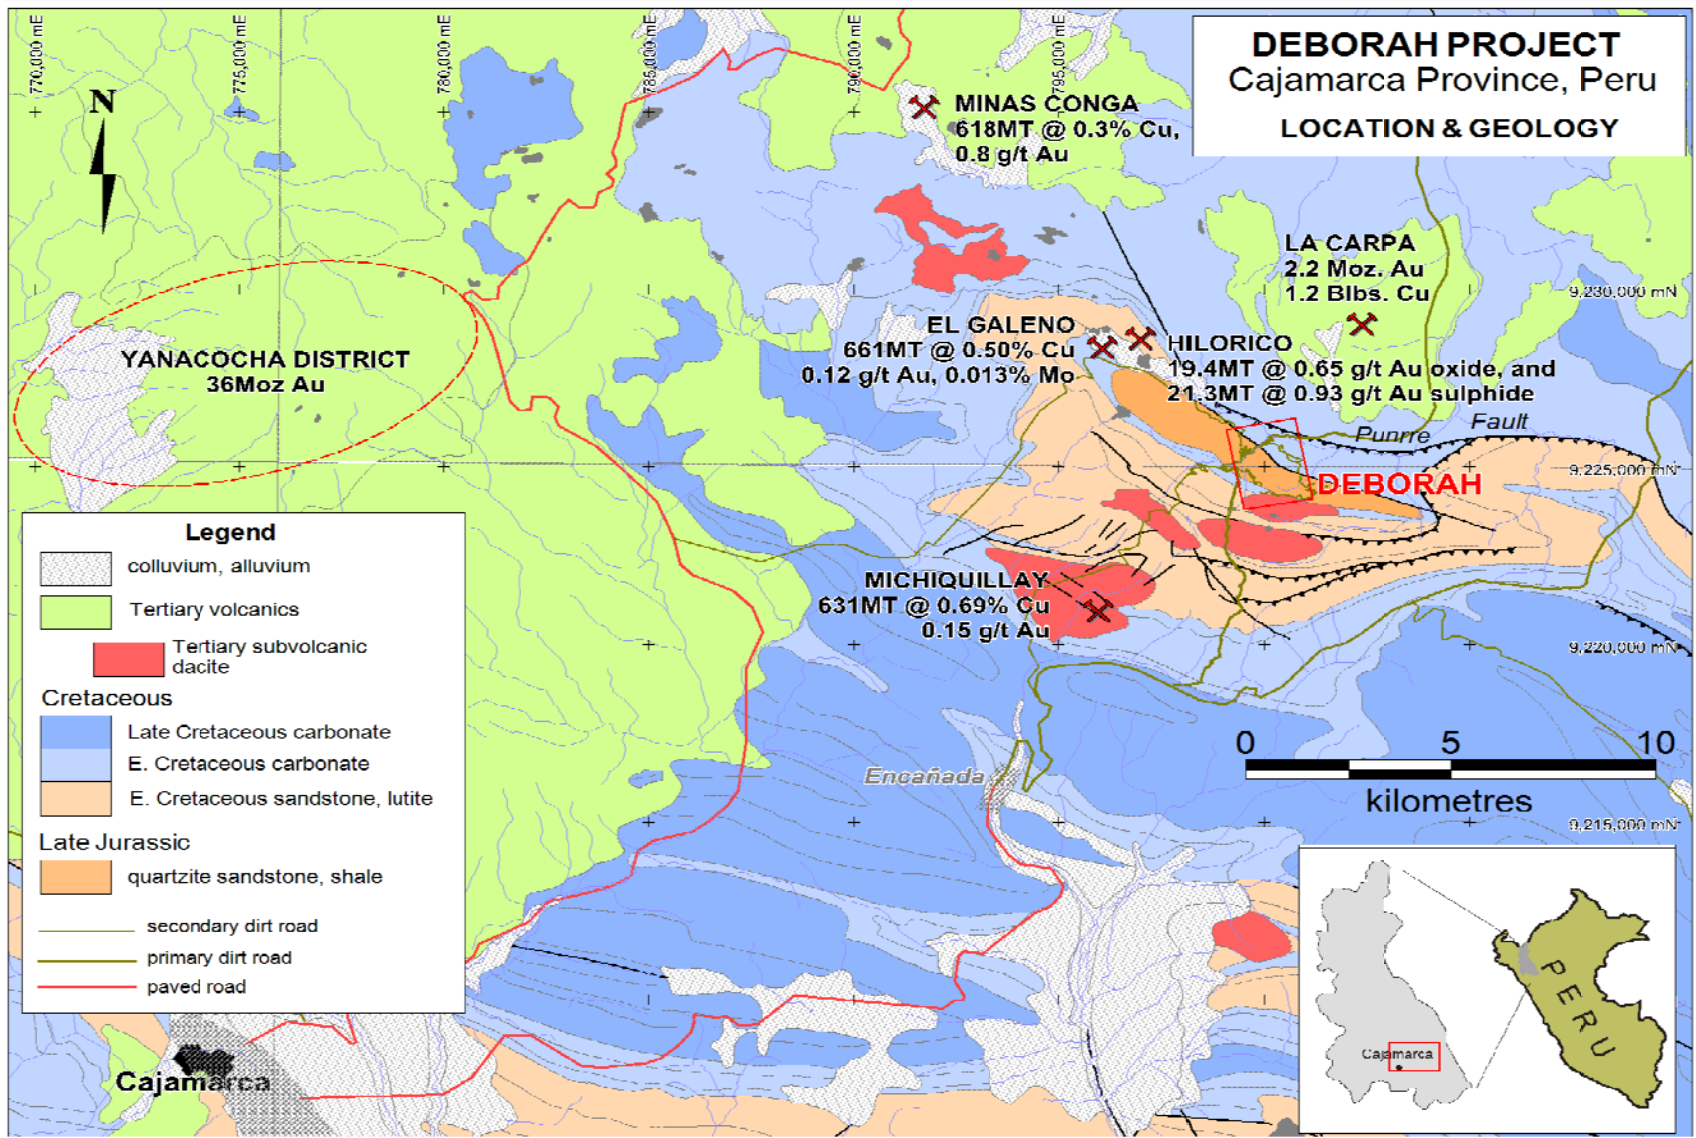 770,000 mE
775,000 mE
780,000 mE
785,000 mE
790,000 mE
795,000 mE
DEBORAH PROJECT
Cajamarca Province, Peru
LOCATION & GEOLOGY
N
MINAS CONGA
618MT @ 0.3% Cu,
0.8 g/t Au
LA CARPA
2.2 Moz. Au
1.2 Blbs. Cu
9,230,000 mN
EL GALENO
661MT @ 0.50% Cu
0.12 g/t Au, 0.013% Mo
HILORICO
19.4MT @ 0.65 g/t Au oxide, and
21.3MT @ 0.93 g/t Au sulphide
YANACOCHA DISTRICT
36Moz Au
Punrre Fault
9,225,000 mN
DEBORAH
MICHIQUILLAY
631MT @ 0.69% Cu
0.15 g/t Au
9,220,000 mN
Legend
colluvium, alluvium
Tertiary volcanics
Tertiary subvolcanic
dacite
Cretaceous
Late Cretaceous carbonate
E. Cretaceous carbonate
E. Cretaceous sandstone, lutite
Late Jurassic
quartzite sandstone, shale
secondary dirt road
primary dirt road
paved road
0 5 10
kilometres
Encañada
9,215,000 mN
Cajamarca
Cajamarca
PERU